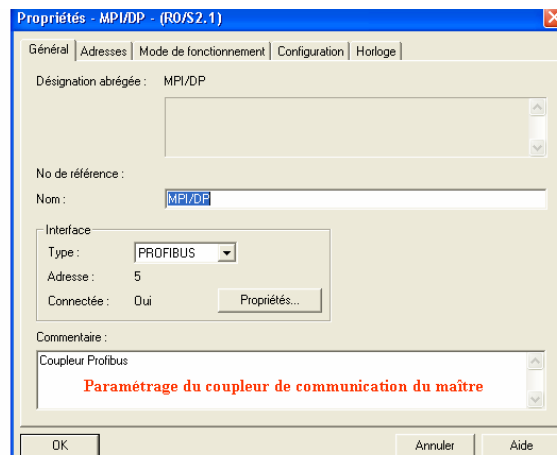 Propriétés - MPI/DP - (R0/S2.1)
Général Adresses Mode de fonctionnement Configuration Horloge
Désignation abrégée : MPI/DP
No de référence :
Nom : MPI/DP
Interface
Type : PROFIBUS
Adresse : 5
Connectée : Oui Propriétés...
Commentaire :
Coupleur Profibus
Paramétrage du coupleur de communication du maître
OK Annuler Aide